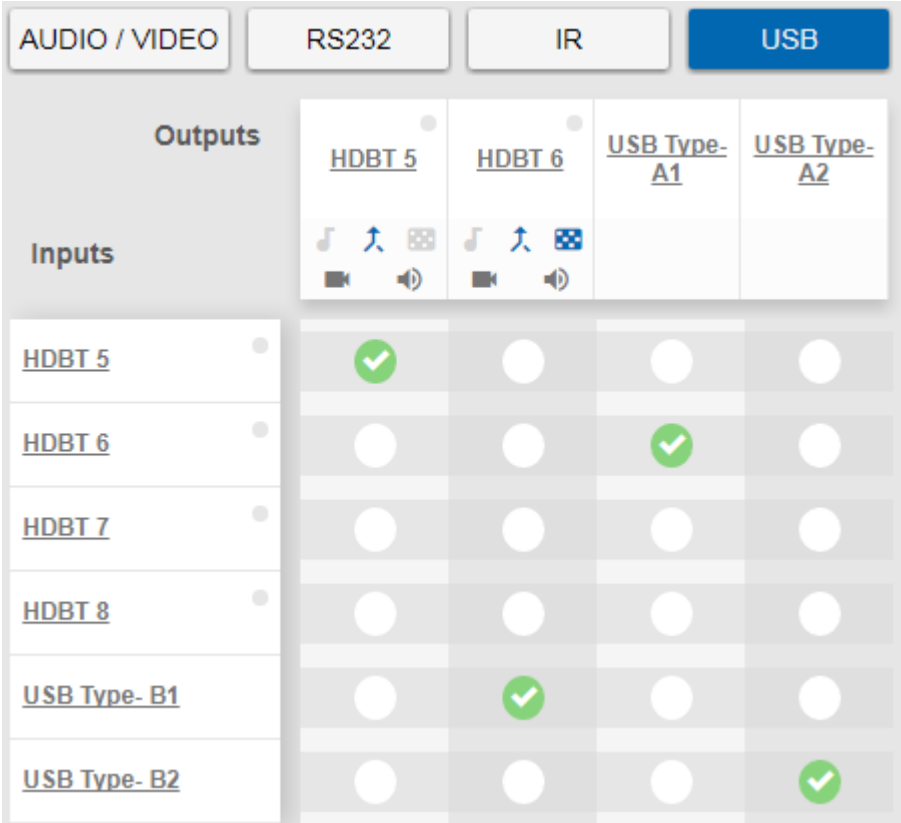 AUDIO / VIDEO RS232 IR USB
Outputs
HDBT 5 HDBT 6 USB Type- USB Type-
A1 A2
Inputs
HDBT 5
HDBT 6
HDBT 7
HDBT 8
USB Type- B1
USB Type- B2